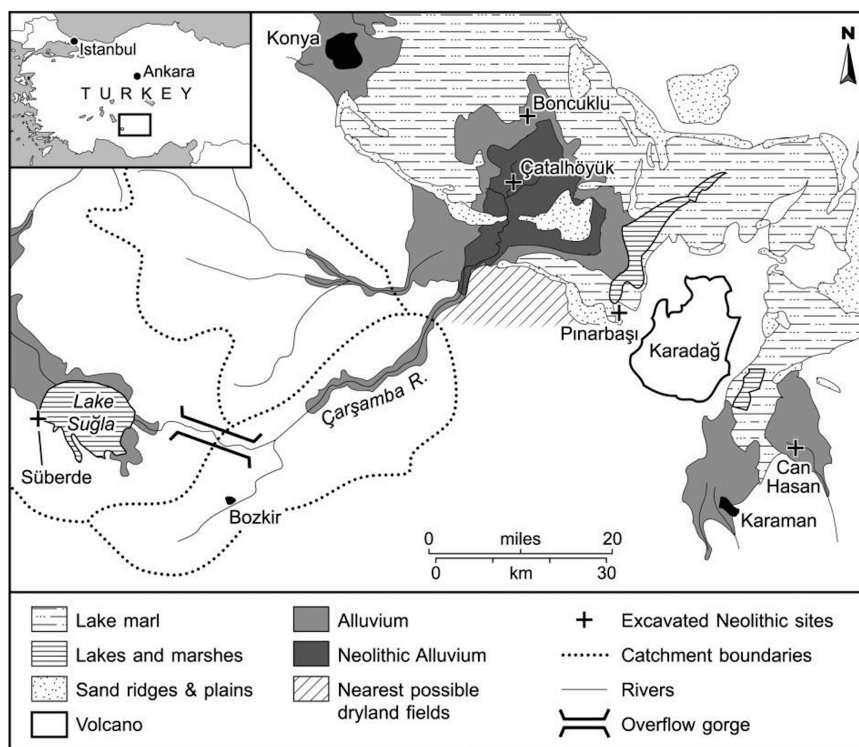 Istanbul
Ankara
TURKEY
Konya
N
Boncuklu
Çatalhöyük
Pınarbaşı
Karadağ
Çarşamba R.
Lake
Suğla
Süberde
Bozkir
Can
Hasan
Karaman
0 miles 20
0 km 30
Lake marl
Lakes and marshes
Sand ridges & plains
Volcano
Alluvium
Neolithic Alluvium
Nearest possible
dryland fields
Excavated Neolithic sites
Catchment boundaries
Rivers
Overflow gorge